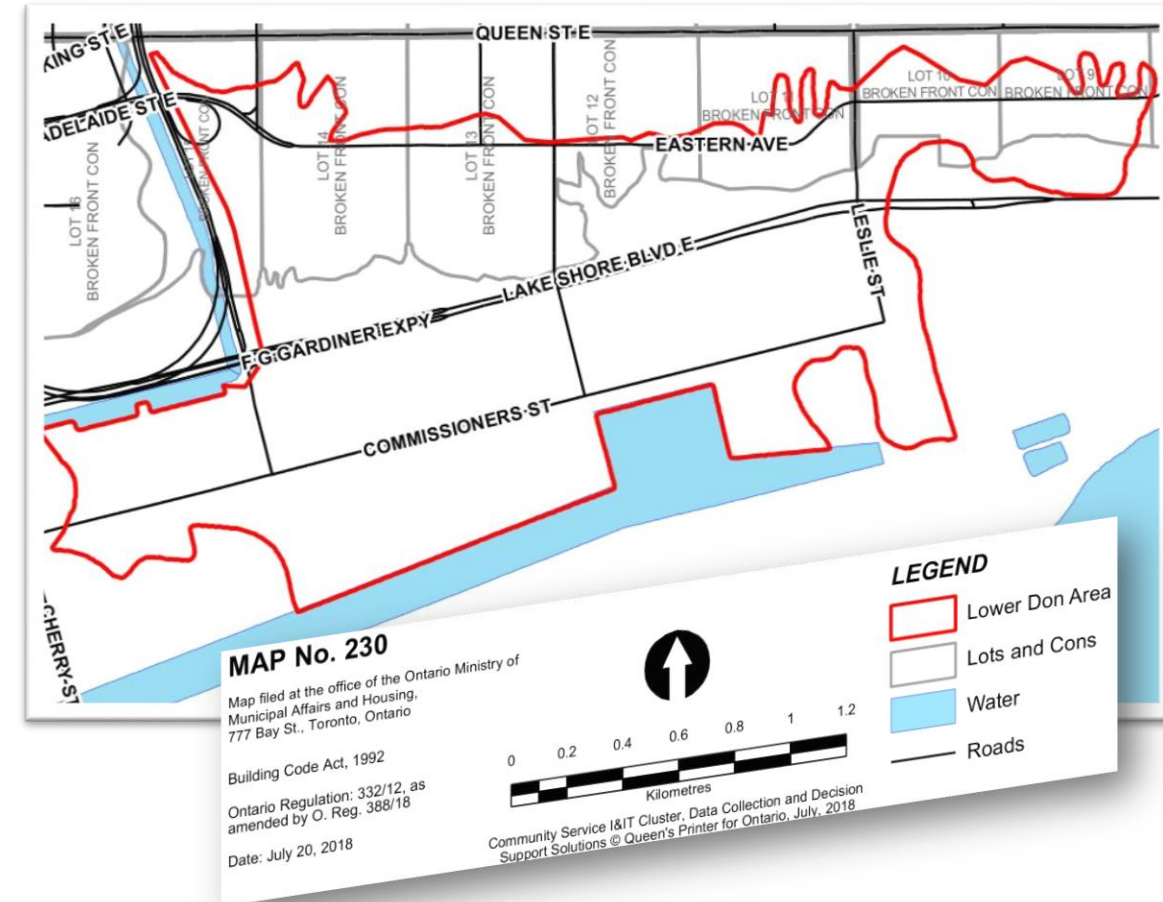 KING ST E
QUEEN ST E
ADELAIDE ST E
LOT 16
BROKEN FRONT CON
BROKEN FRONT CON
LOT 14
BROKEN FRONT CON
LOT 13
BROKEN FRONT CON
LOT 12
BROKEN FRONT CON
BROKEN FRONT CON
LOT 10
BROKEN FRONT CON
LOT 9
BROKEN FRONT CON
EASTERN AVE
LESLIE ST
LAKE SHORE BLVD E
F G GARDINER EXPY
COMMISSIONERS ST
CHERRY ST
MAP No. 230
Map filed at the office of the Ontario Ministry of
Municipal Affairs and Housing,
777 Bay St., Toronto, Ontario
Building Code Act, 1992
Ontario Regulation: 332/12, as
amended by O. Reg. 388/18
Date: July 20, 2018
0 0.2 0.4 0.6 0.8 1 1.2
Kilometres
Community Service I&IT Cluster, Data Collection and Decision
Support Solutions © Queen's Printer for Ontario, July, 2018
LEGEND
Lower Don Area
Lots and Cons
Water
Roads